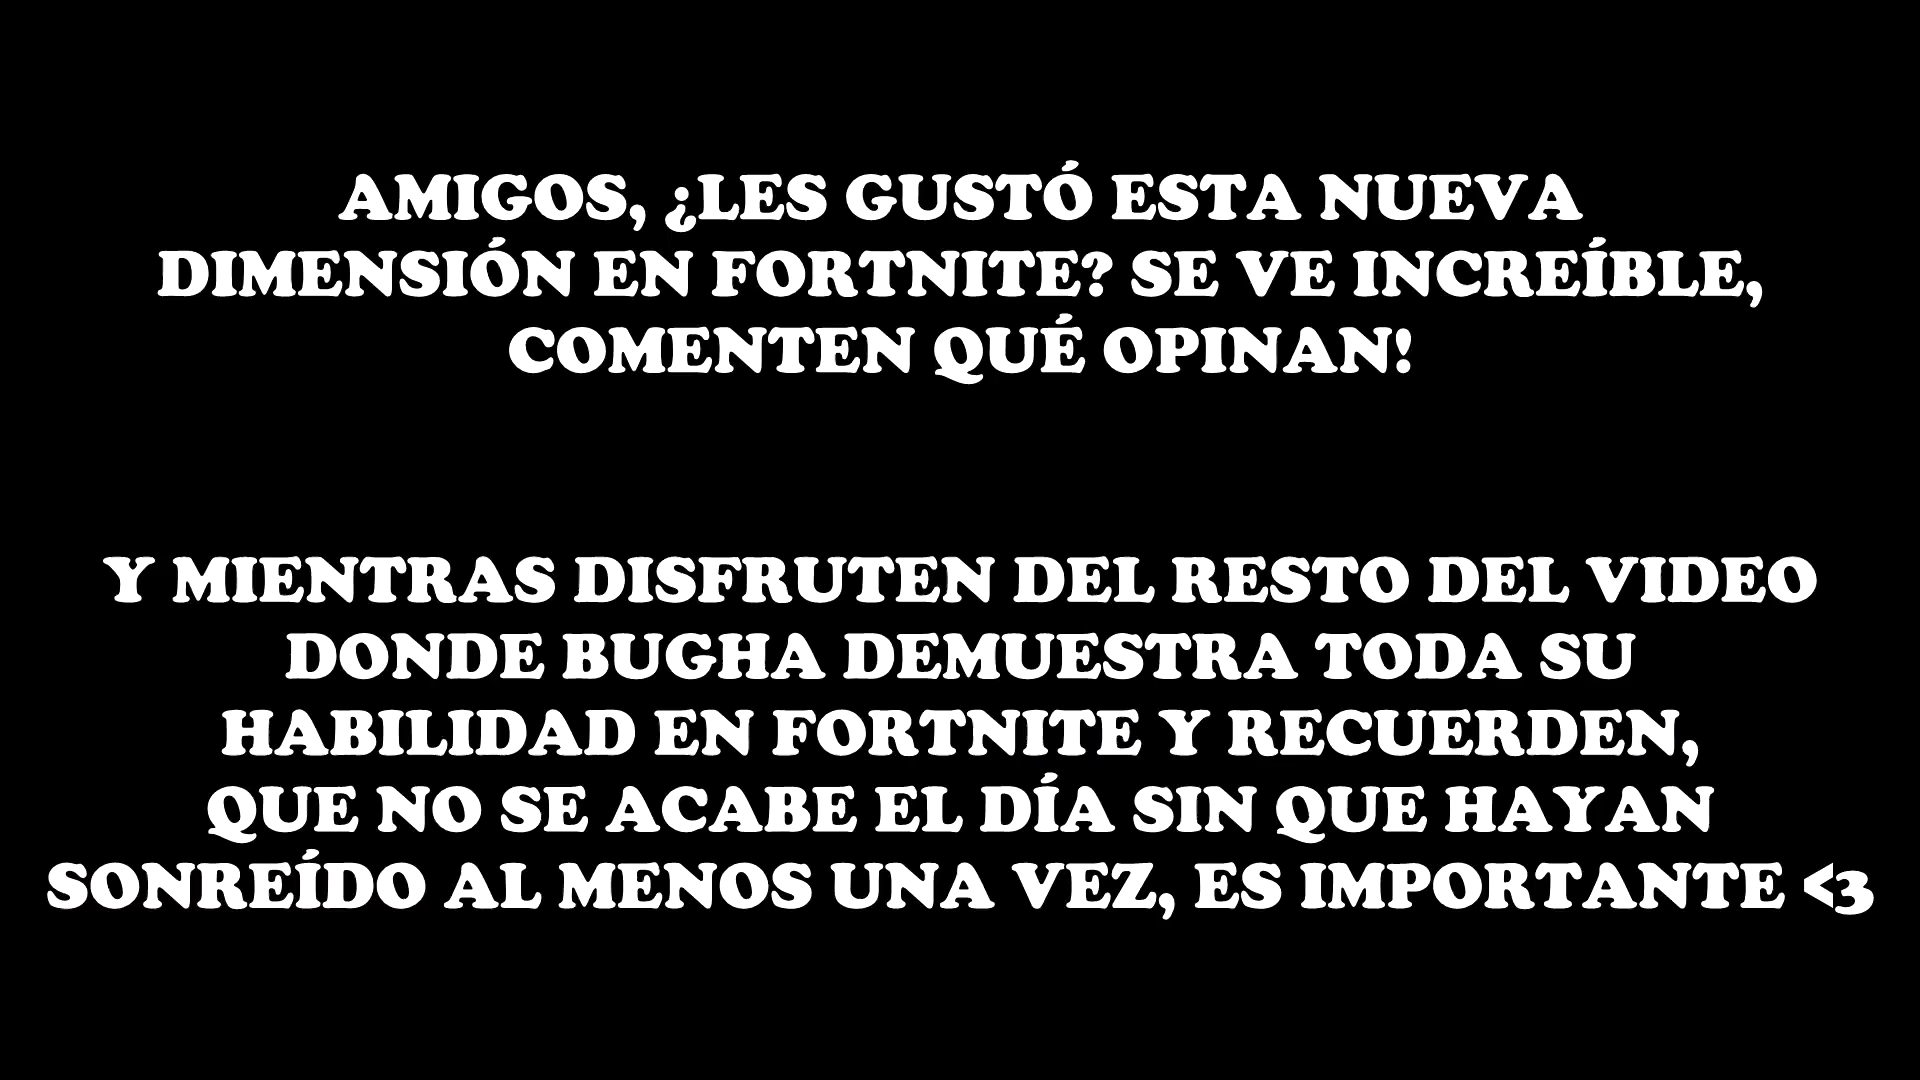 AMIGOS, ¿LES GUSTÓ ESTA NUEVA
DIMENSIÓN EN FORTNITE? SE VE INCREÍBLE,
COMENTEN QUÉ OPINAN!
Y MIENTRAS DISFRUTEN DEL RESTO DEL VIDEO
DONDE BUGHA DEMUESTRA TODA SU
HABILIDAD EN FORTNITE Y RECUERDEN,
QUE NO SE ACABE EL DÍA SIN QUE HAYAN
SONREÍDO AL MENOS UNA VEZ, ES IMPORTANTE <3